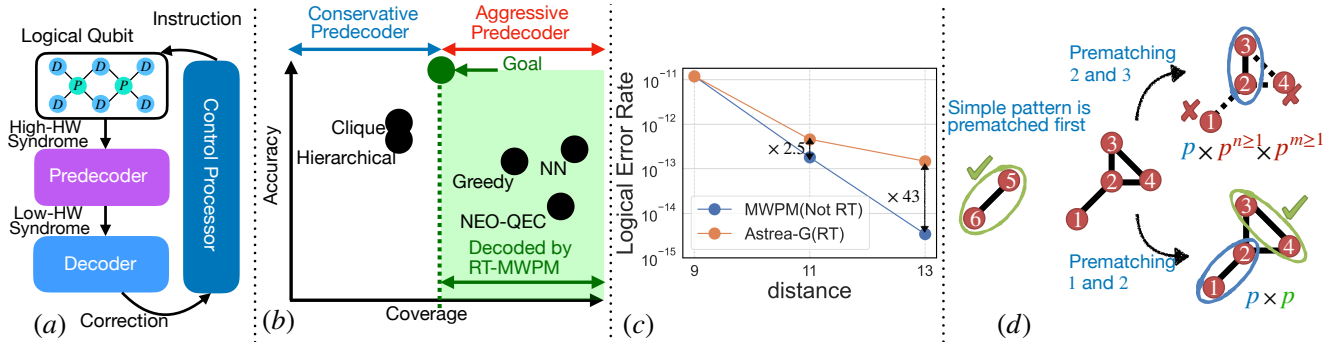 Instruction
Logical Qubit
D D D
P P
D D D
High-HW
Syndrome
Predecoder
Low-HW
Syndrome
Decoder
Control Processor
Correction
(a)
Conservative
Predecoder
Aggressive
Predecoder
Goal
Clique
Hierarchical
Greedy
NN
NEO-QEC
Decoded by
RT-MWPM
Accuracy
Coverage
(b)
Logical Error Rate
10⁻¹¹
10⁻¹²
10⁻¹³
10⁻¹⁴
10⁻¹⁵
× 2.5
× 43
MWPM(Not RT)
Astrea-G(RT)
9 11 13
distance
(c)
Simple pattern is
prematched first
5
6
3
2 4
1
Prematching
2 and 3
3
2 4
1
p × pⁿ≥¹ × pᵐ≥¹
Prematching
1 and 2
3
2 4
1
p × p
(d)